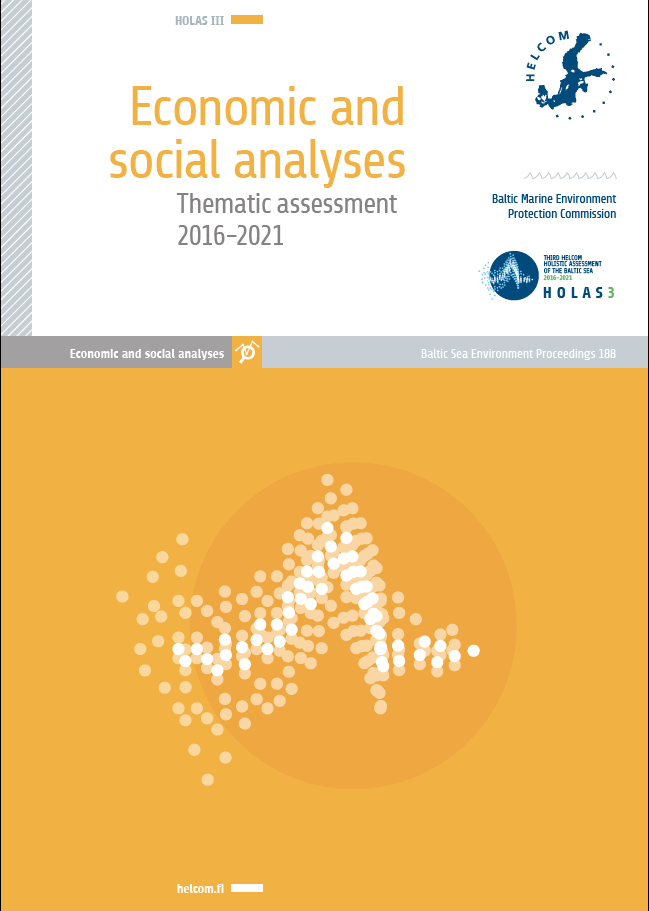 HOLAS III
HELCOM
Economic and
social analyses
Thematic assessment
2016–2021
Baltic Marine Environment
Protection Commission
THIRD HELCOM
HOLISTIC ASSESSMENT
OF THE BALTIC SEA
2016-2021
HOLAS3
Economic and social analyses
Baltic Sea Environment Proceedings 188
helcom.fi